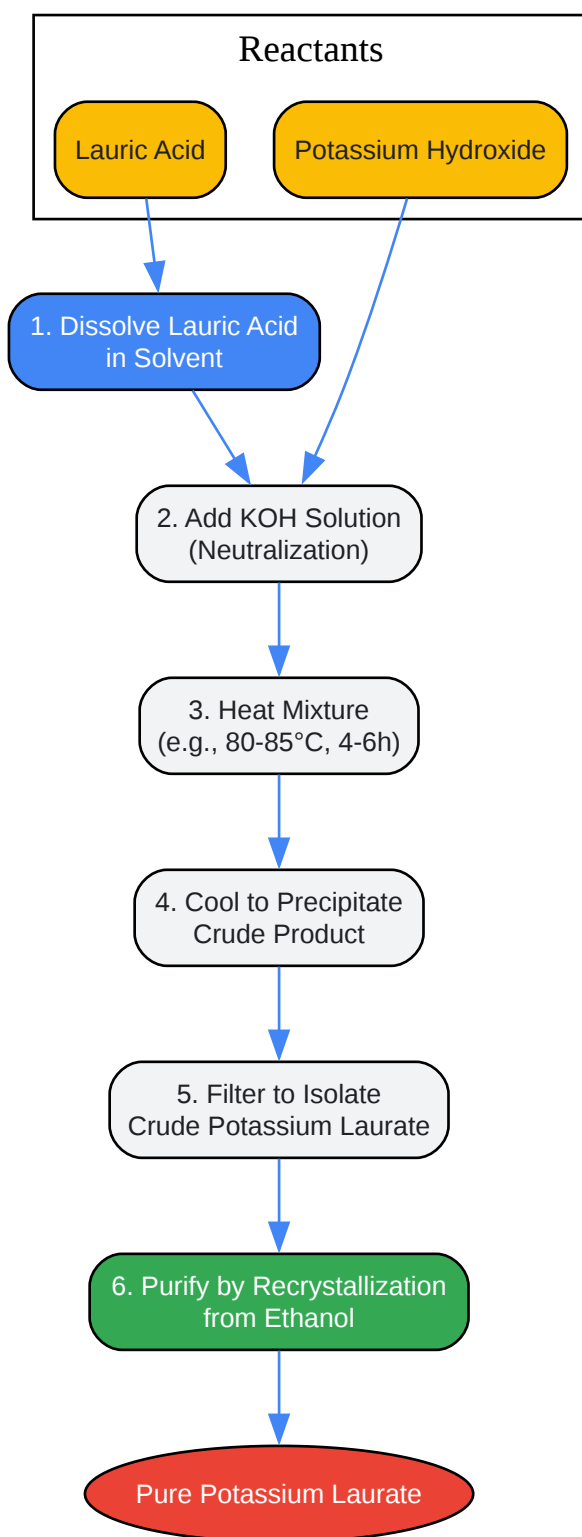 Reactants
Lauric Acid
Potassium Hydroxide
1. Dissolve Lauric Acid
in Solvent
2. Add KOH Solution
(Neutralization)
3. Heat Mixture
(e.g., 80-85°C, 4-6h)
4. Cool to Precipitate
Crude Product
5. Filter to Isolate
Crude Potassium Laurate
6. Purify by Recrystallization
from Ethanol
Pure Potassium Laurate